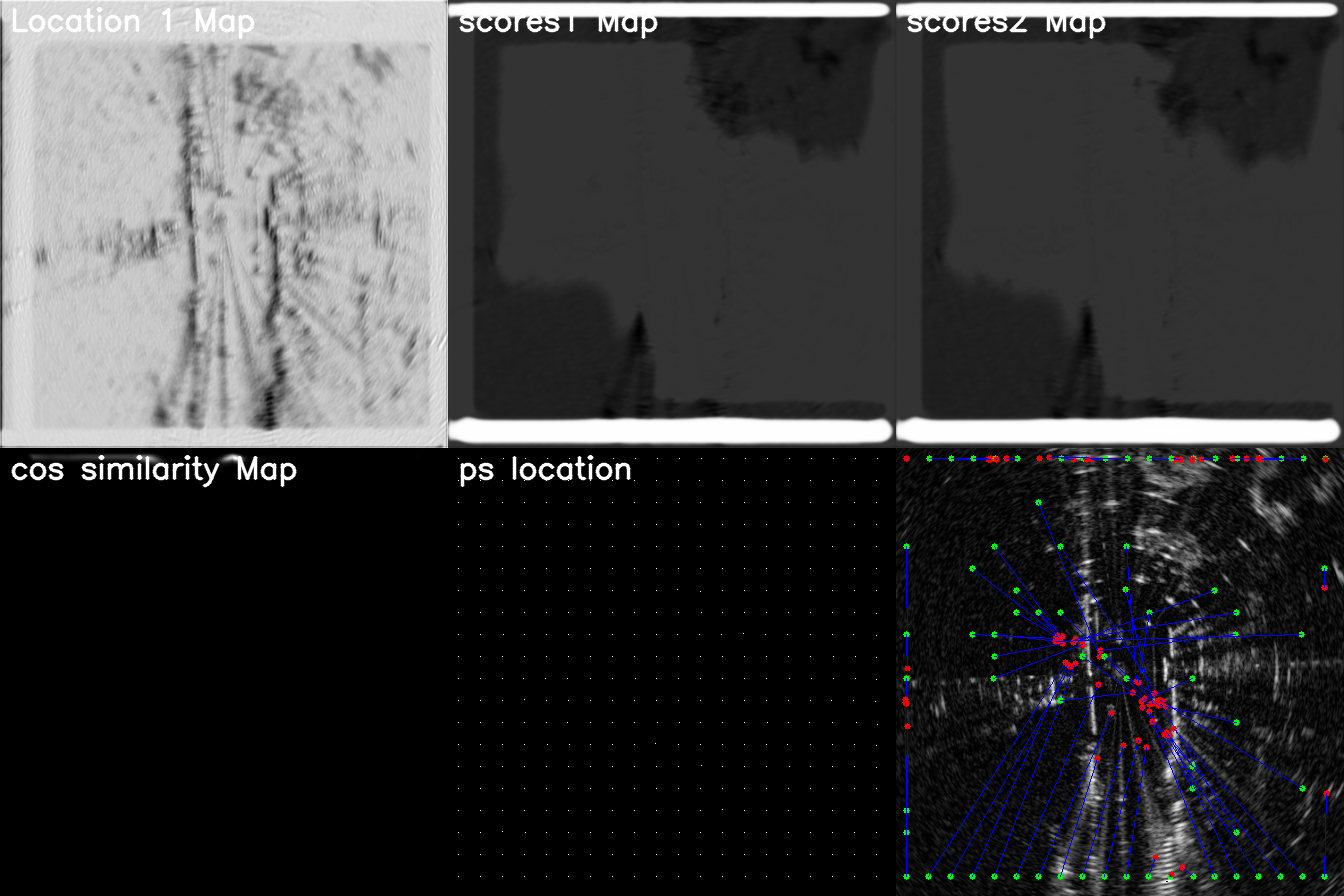 Location 1 Map
scores1 Map
scores2 Map
cos similarity Map
ps location